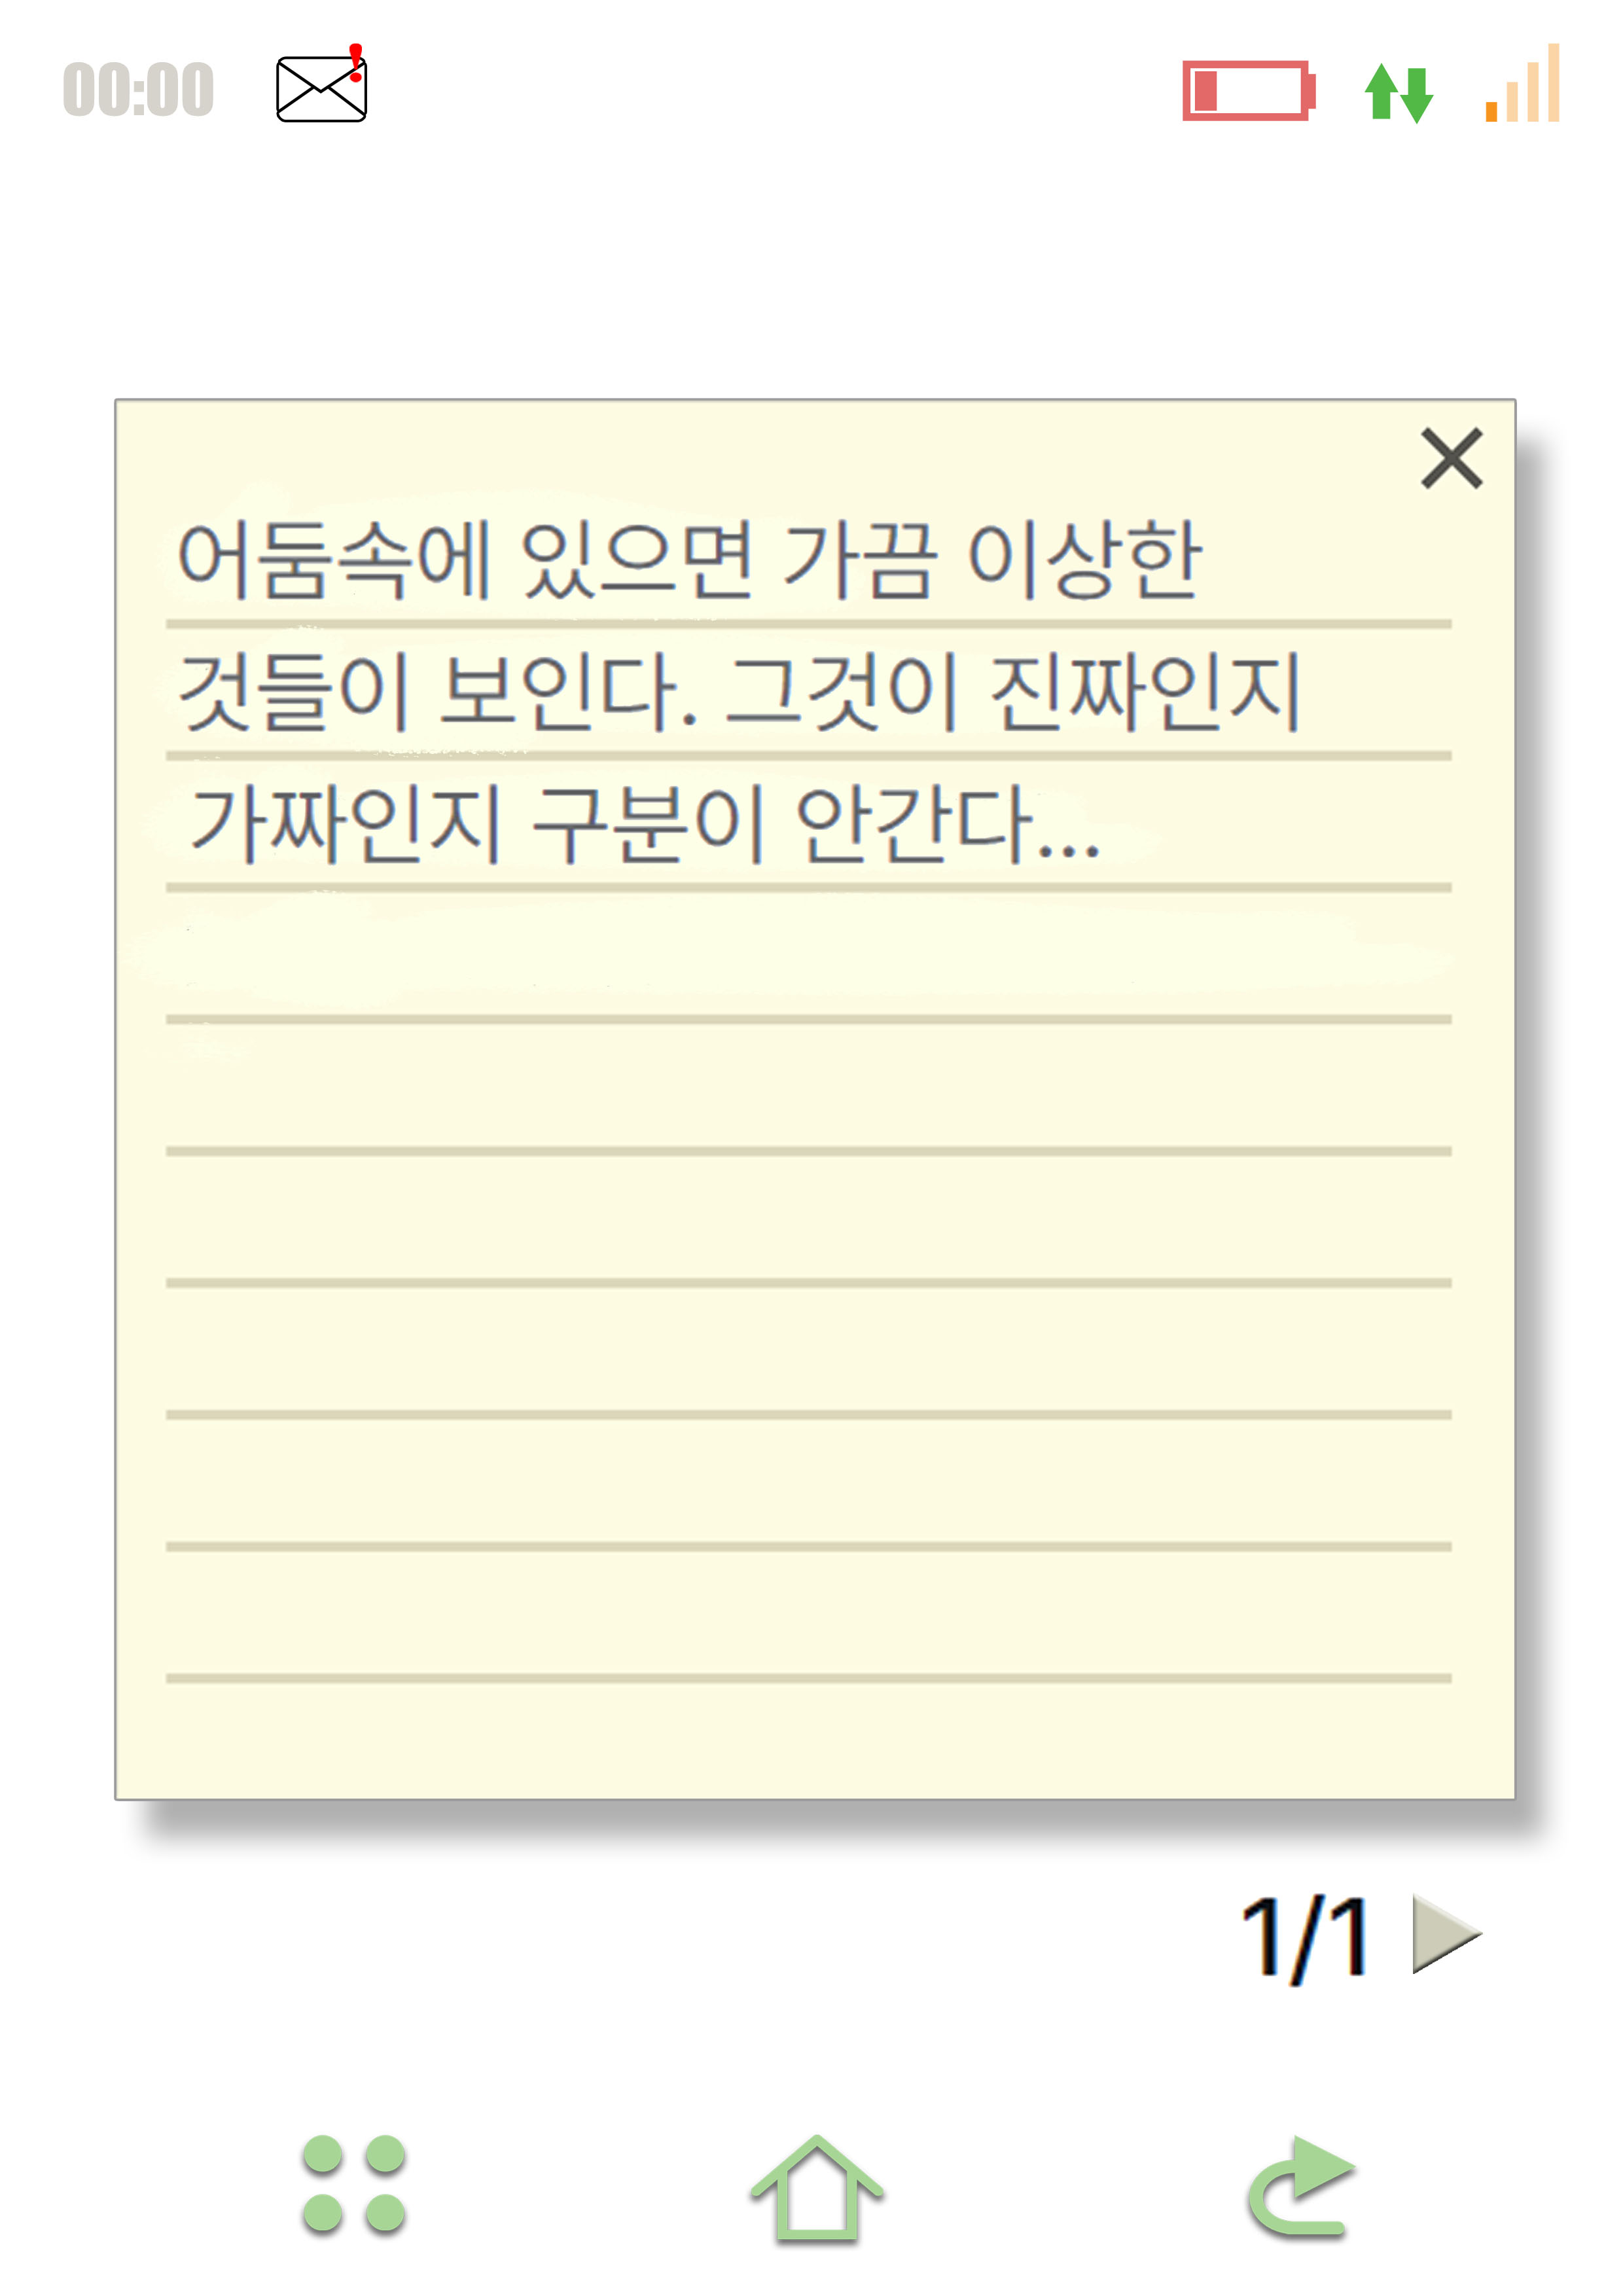 00:00
어둠속에 있으면 가끔 이상한
것들이 보인다. 그것이 진짜인지
가짜인지 구분이 안간다...
1/1